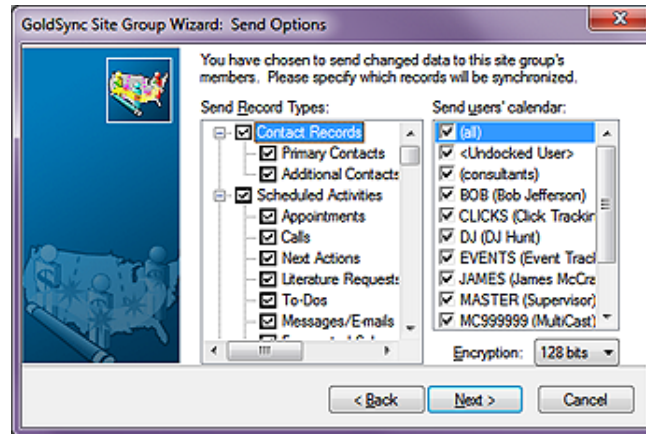 GoldSync Site Group Wizard: Send Options
You have chosen to send changed data to this site group's
members. Please specify which records will be synchronized.
Send Record Types:
Contact Records
Primary Contacts
Additional Contacts
Scheduled Activities
Appointments
Calls
Next Actions
Literature Requests
To-Dos
Messages/E-mails
Send users' calendar:
(all)
<Undocked User>
(consultants)
BOB (Bob Jefferson)
CLICKS (Click Trackin
DJ (DJ Hunt)
EVENTS (Event Tracl
JAMES (James McCra
MASTER (Supervisor)
MC999999 (MultiCast)
Encryption: 128 bits
< Back Next > Cancel